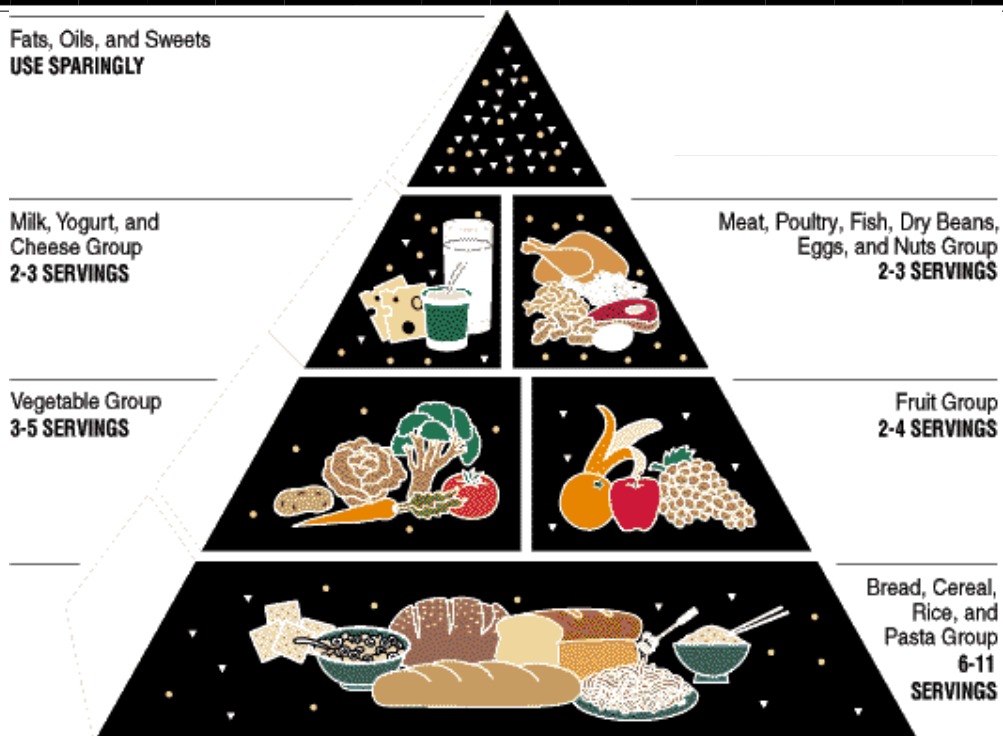 Fats, Oils, and Sweets
USE SPARINGLY
Milk, Yogurt, and
Cheese Group
2-3 SERVINGS
Meat, Poultry, Fish, Dry Beans,
Eggs, and Nuts Group
2-3 SERVINGS
Vegetable Group
3-5 SERVINGS
Fruit Group
2-4 SERVINGS
Bread, Cereal,
Rice, and
Pasta Group
6-11
SERVINGS